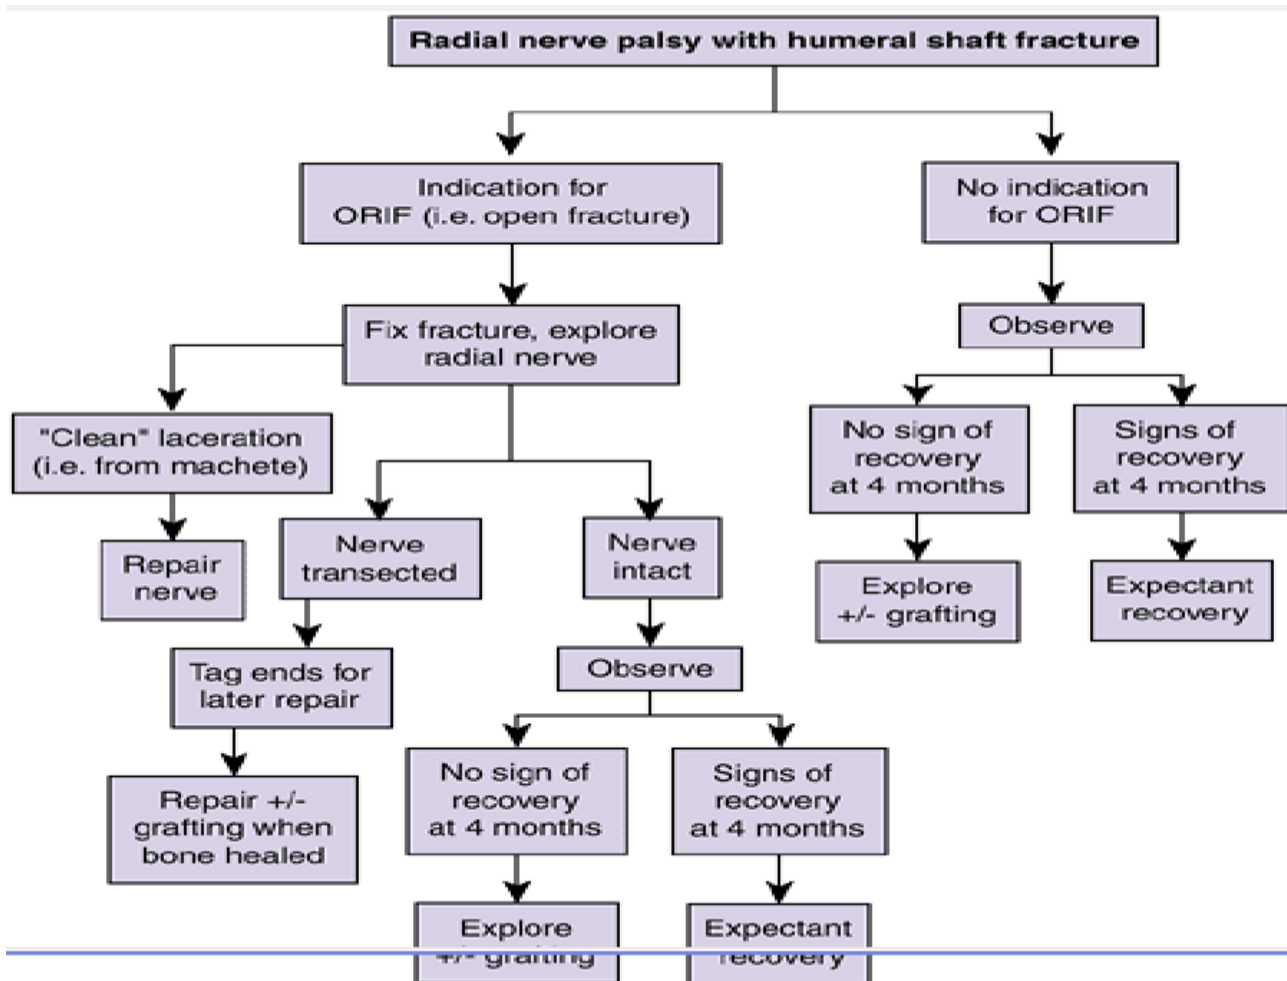 Radial nerve palsy with humeral shaft fracture
Indication for
ORIF (i.e. open fracture)
No indication
for ORIF
Fix fracture, explore
radial nerve
Observe
"Clean" laceration
(i.e. from machete)
No sign of
recovery
at 4 months
Signs of
recovery
at 4 months
Repair
nerve
Nerve
transected
Nerve
intact
Explore
+/- grafting
Expectant
recovery
Tag ends for
later repair
Observe
Repair +/-
grafting when
bone healed
No sign of
recovery
at 4 months
Signs of
recovery
at 4 months
Explore
+/- grafting
Expectant
recovery